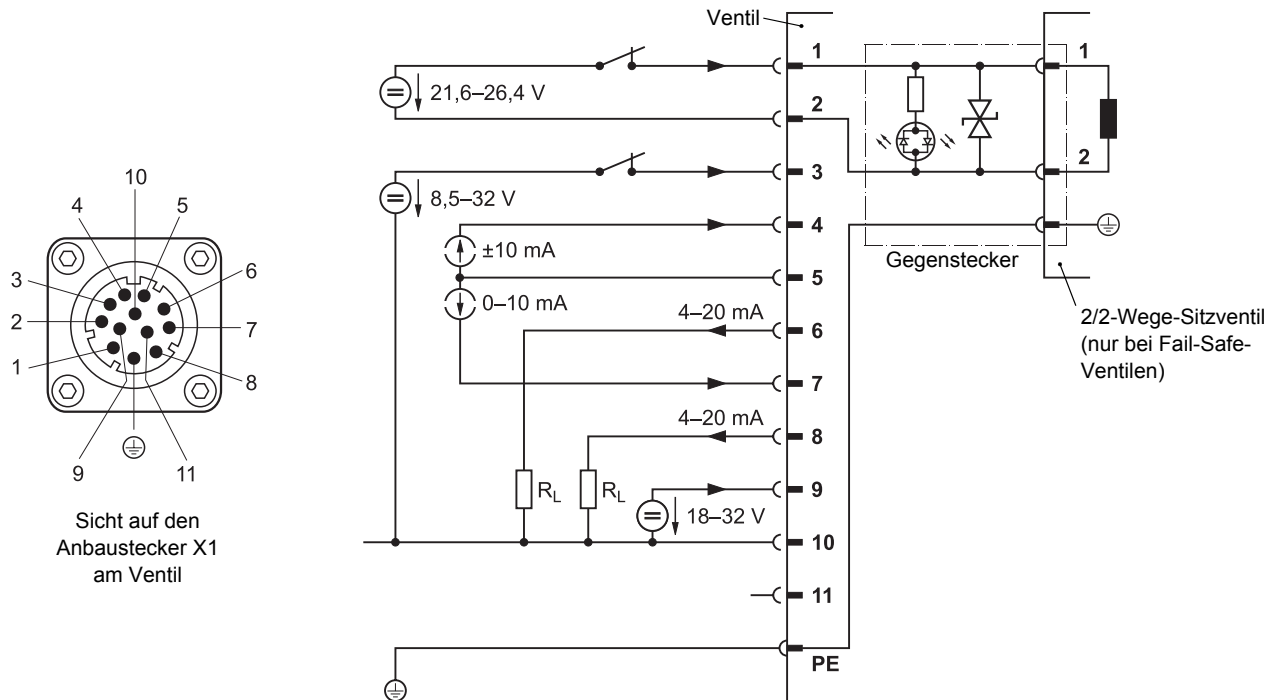 10
4
5
3
6
2
7
1
8
9
11
Sicht auf den
Anbaustecker X1
am Ventil
Ventil
1
21,6–26,4 V
2
3
8,5–32 V
4
±10 mA
5
0–10 mA
4–20 mA
6
7
4–20 mA
8
R_L
R_L
9
18–32 V
10
11
PE
1
2
Gegenstecker
2/2-Wege-Sitzventil
(nur bei Fail-Safe-
Ventilen)